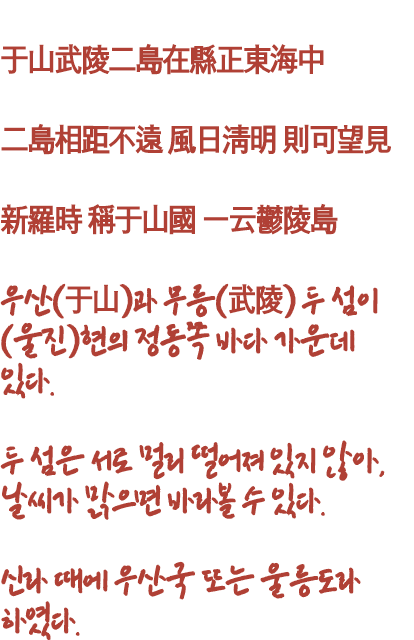 于山武陵二島在縣正東海中
二島相距不遠 風日淸明 則可望見
新羅時 稱于山國 一云鬱陵島
우산(于山)과 무릉(武陵) 두 섬이
(울진)현의 정동쪽 바다 가운데
있다.
두 섬은 서로 멀리 떨어져 있지 않아,
날씨가 맑으면 바라볼 수 있다.
신라 때에 우산국 또는 울릉도라
하였다.